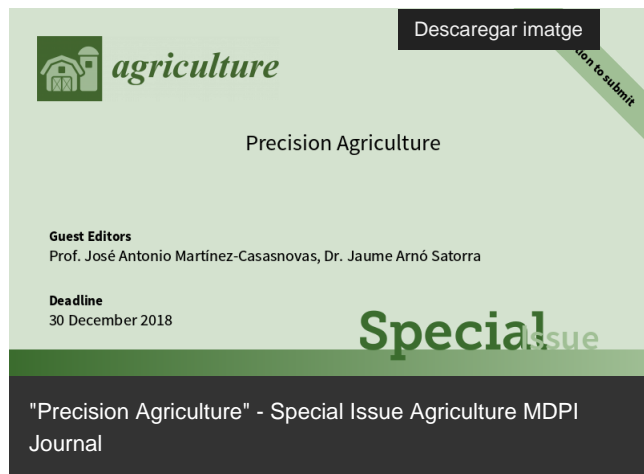 Descaregar imatge
tion to submit
agriculture
Precision Agriculture
Guest Editors
Prof. José Antonio Martínez-Casasnovas, Dr. Jaume Arnó Satorra
Deadline
30 December 2018
Special Issue
"Precision Agriculture" - Special Issue Agriculture MDPI
Journal